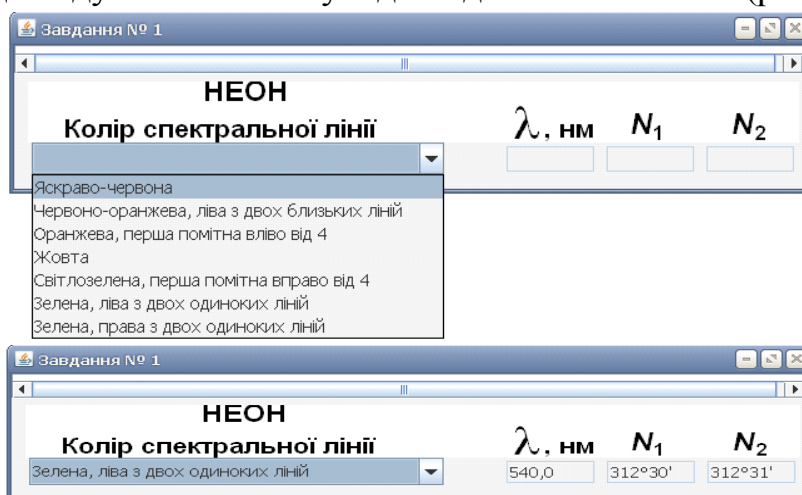 Завдання № 1
НЕОН
Колір спектральної лінії λ, нм N1 N2
Яскраво-червона
Червоно-оранжева, ліва з двох близьких ліній
Оранжева, перша помітна вліво від 4
Жовта
Світлозелена, перша помітна вправо від 4
Зелена, ліва з двох одиноких ліній
Зелена, права з двох одиноких ліній
Завдання № 1
НЕОН
Колір спектральної лінії λ, нм N1 N2
Зелена, ліва з двох одиноких ліній 540,0 312°30' 312°31'